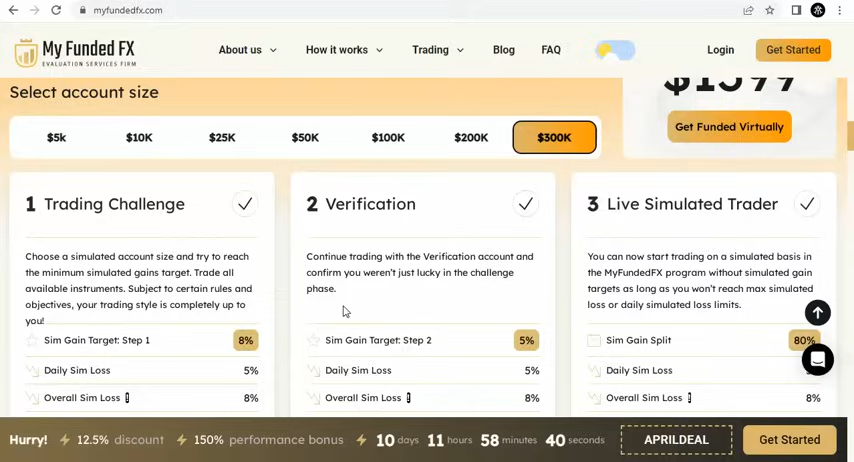 myfundedfx.com
My Funded FX
EVALUATION SERVICES FIRM
About us How it works Trading Blog FAQ Login Get Started
Select account size
$1599
$5k $10K $25K $50K $100K $200K $300K
Get Funded Virtually
1 Trading Challenge
Choose a simulated account size and try to reach
the minimum simulated gains target. Trade all
available instruments. Subject to certain rules and
objectives, your trading style is completely up to
you!
Sim Gain Target: Step 1 8%
Daily Sim Loss 5%
Overall Sim Loss 8%
2 Verification
Continue trading with the Verification account and
confirm you weren't just lucky in the challenge
phase.
Sim Gain Target: Step 2 5%
Daily Sim Loss 5%
Overall Sim Loss 8%
3 Live Simulated Trader
You can now start trading on a simulated basis in
the MyFundedFX program without simulated gain
targets as long as you won't reach max simulated
loss or daily simulated loss limits.
Sim Gain Split 80%
Daily Sim Loss
Overall Sim Loss 8%
Hurry! 12.5% discount 150% performance bonus 10 days 11 hours 58 minutes 40 seconds APRILDEAL Get Started